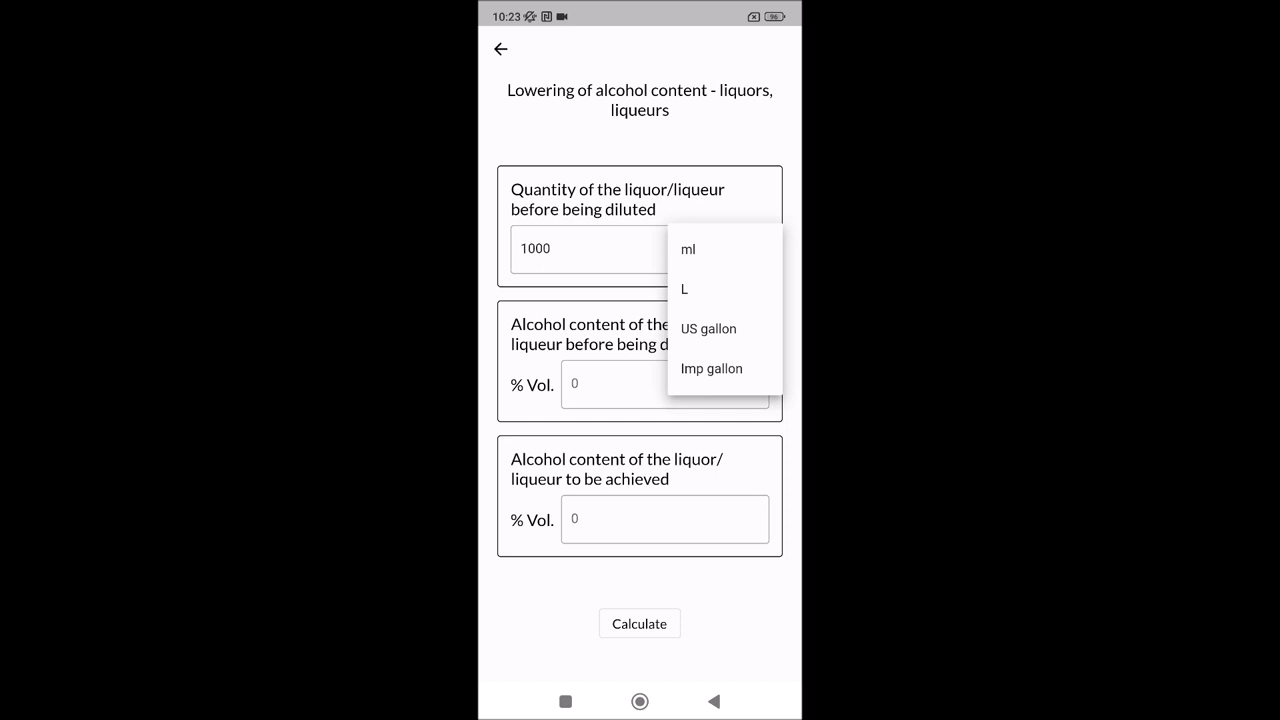 10:23
96
Lowering of alcohol content - liquors,
liqueurs
Quantity of the liquor/liqueur
before being diluted
1000
ml
L
US gallon
Imp gallon
Alcohol content of the
liqueur before being d
% Vol.
0
Alcohol content of the liquor/
liqueur to be achieved
% Vol.
0
Calculate